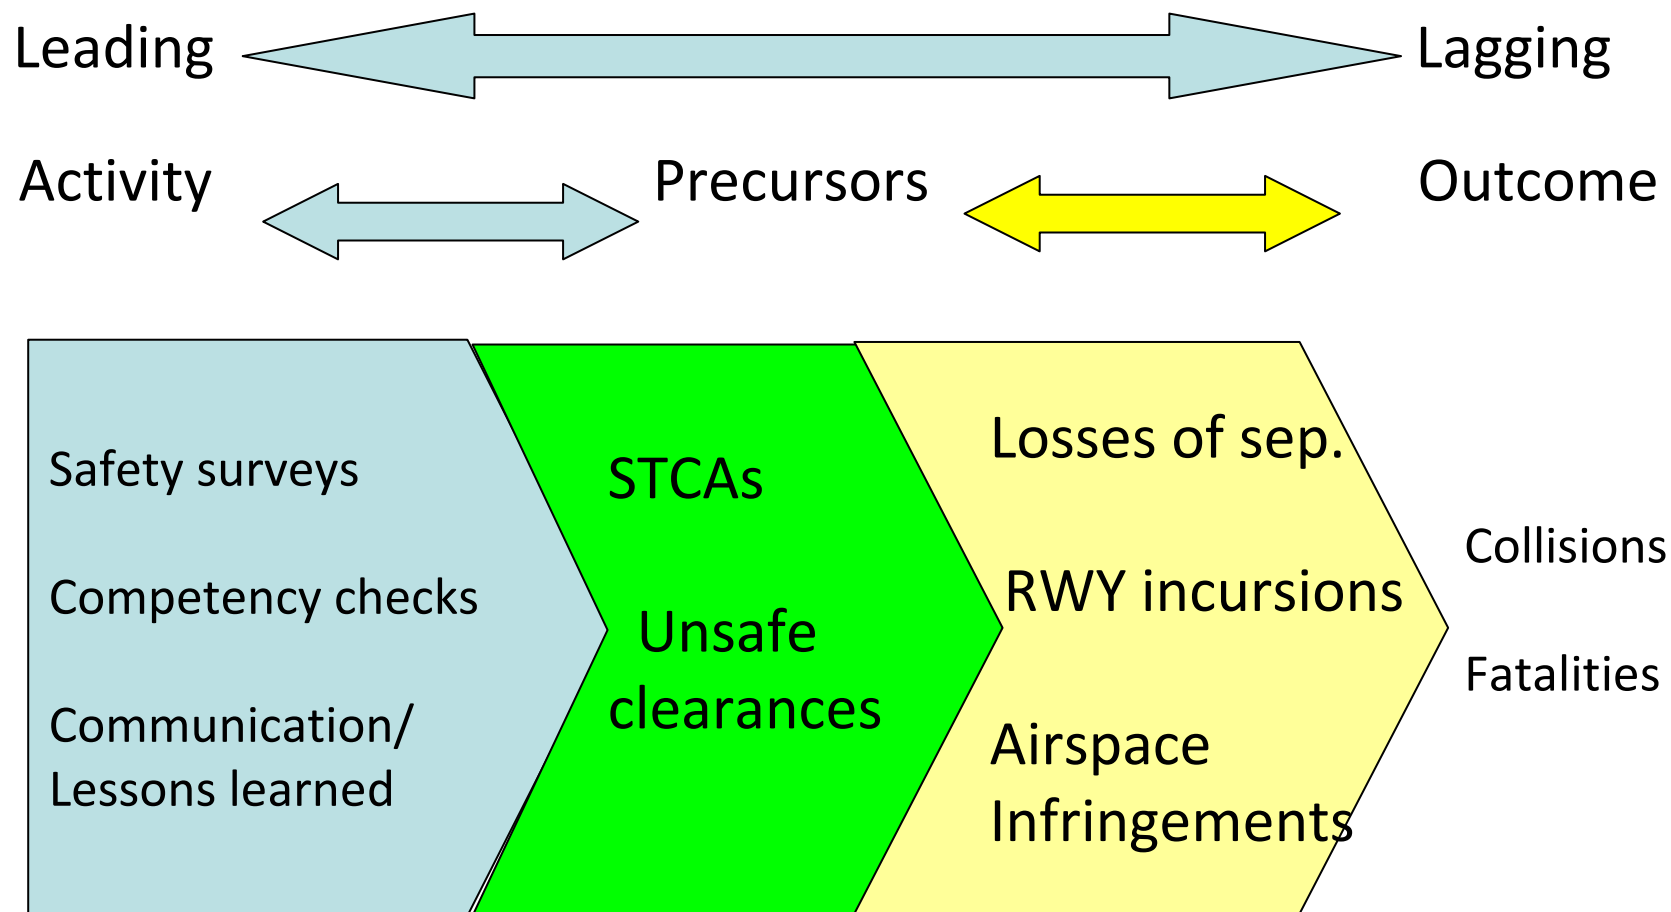 Leading
Lagging
Activity
Precursors
Outcome
Safety surveys
Competency checks
Communication/
Lessons learned
STCAs
Unsafe
clearances
Losses of sep.
RWY incursions
Airspace
Infringements
Collisions
Fatalities